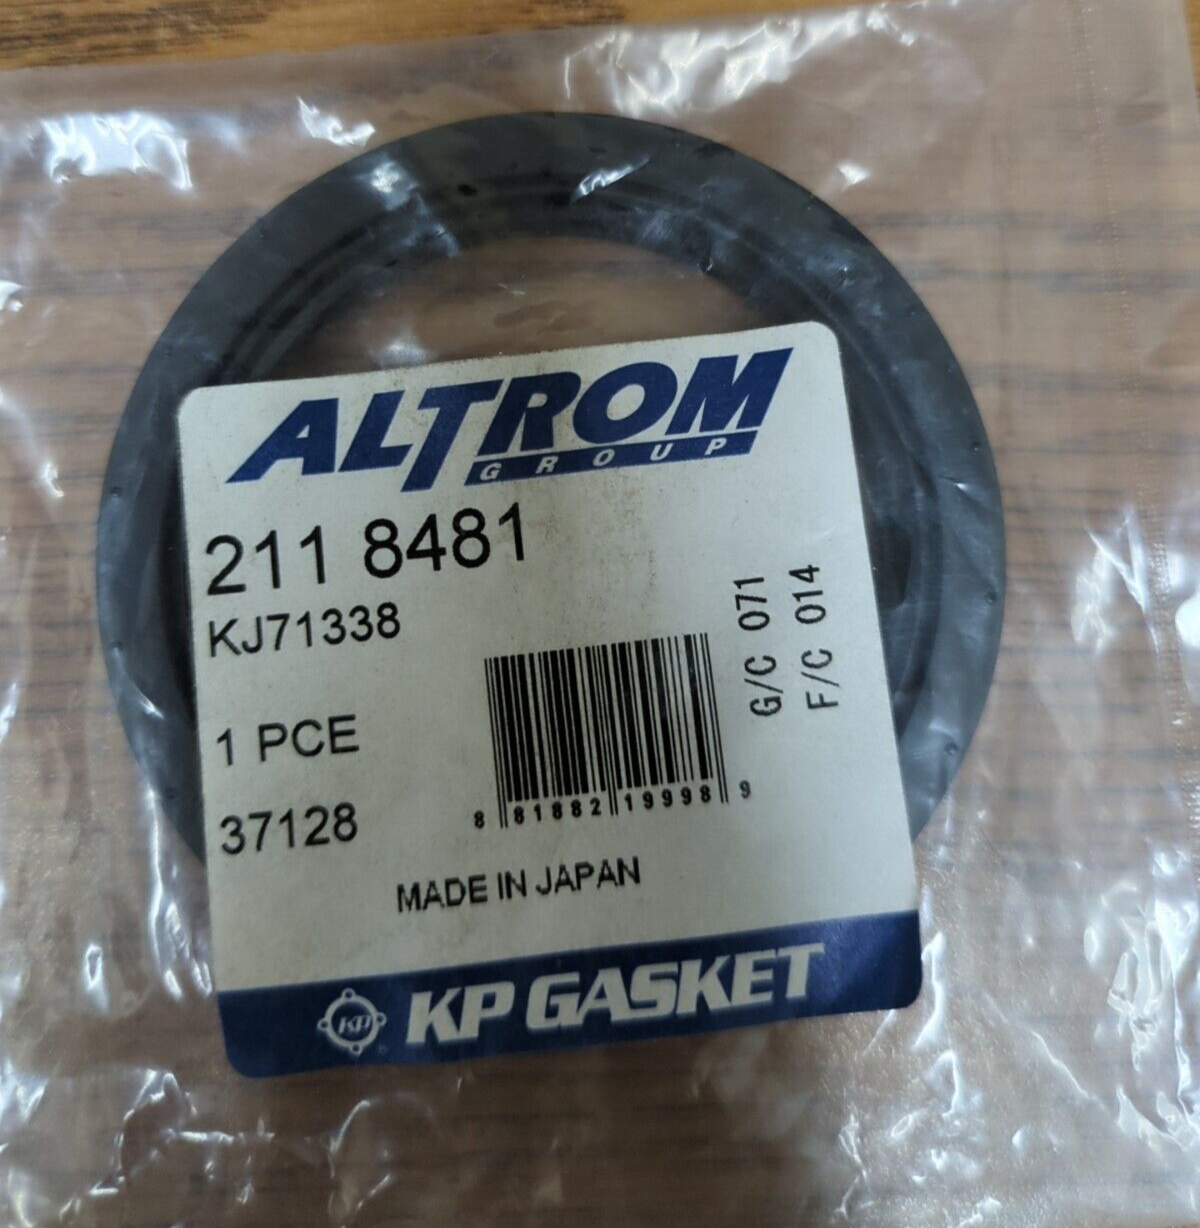 ALTROM
GROUP
211 8481
KJ71338
1 PCE
37128
G/C 071
F/C 014
8 81882 19998 9
MADE IN JAPAN
KP
KP GASKET